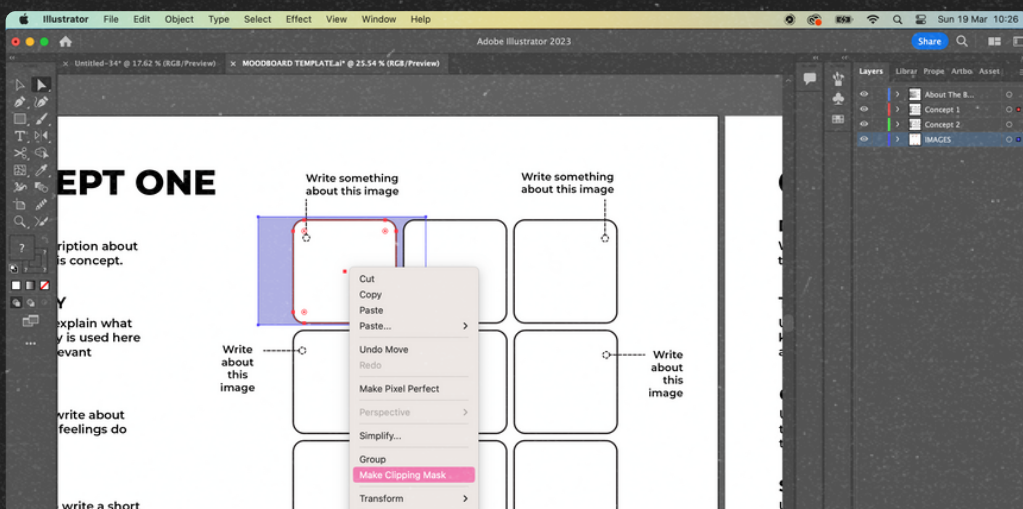 Illustrator File Edit Object Type Select Effect View Window Help Sun 19 Mar 10:26
Adobe Illustrator 2023 Share
× Untitled-34* @ 17.62 % (RGB/Preview) × MOODBOARD TEMPLATE.ai* @ 25.54 % (RGB/Preview)
Layers Librar Prope Artbo Asset
About The B...
Concept 1
Concept 2
IMAGES
EPT ONE
Write something
about this image
Write something
about this image
ription about
is concept.
Y
explain what
y is used here
evant
Write
about
this
image
Write
about
this
image
write about
feelings do
write a short
Cut
Copy
Paste
Paste...
Undo Move
Redo
Make Pixel Perfect
Perspective
Simplify...
Group
Make Clipping Mask
Transform
?